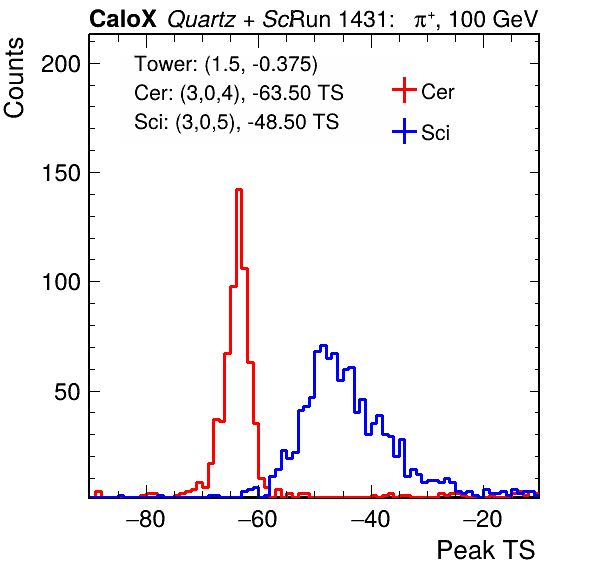 CaloX Quartz + ScRun 1431: π⁺, 100 GeV
Counts
200
150
100
50
Tower: (1.5, -0.375)
Cer: (3,0,4), -63.50 TS
Sci: (3,0,5), -48.50 TS
Cer
Sci
−80 −60 −40 −20
Peak TS